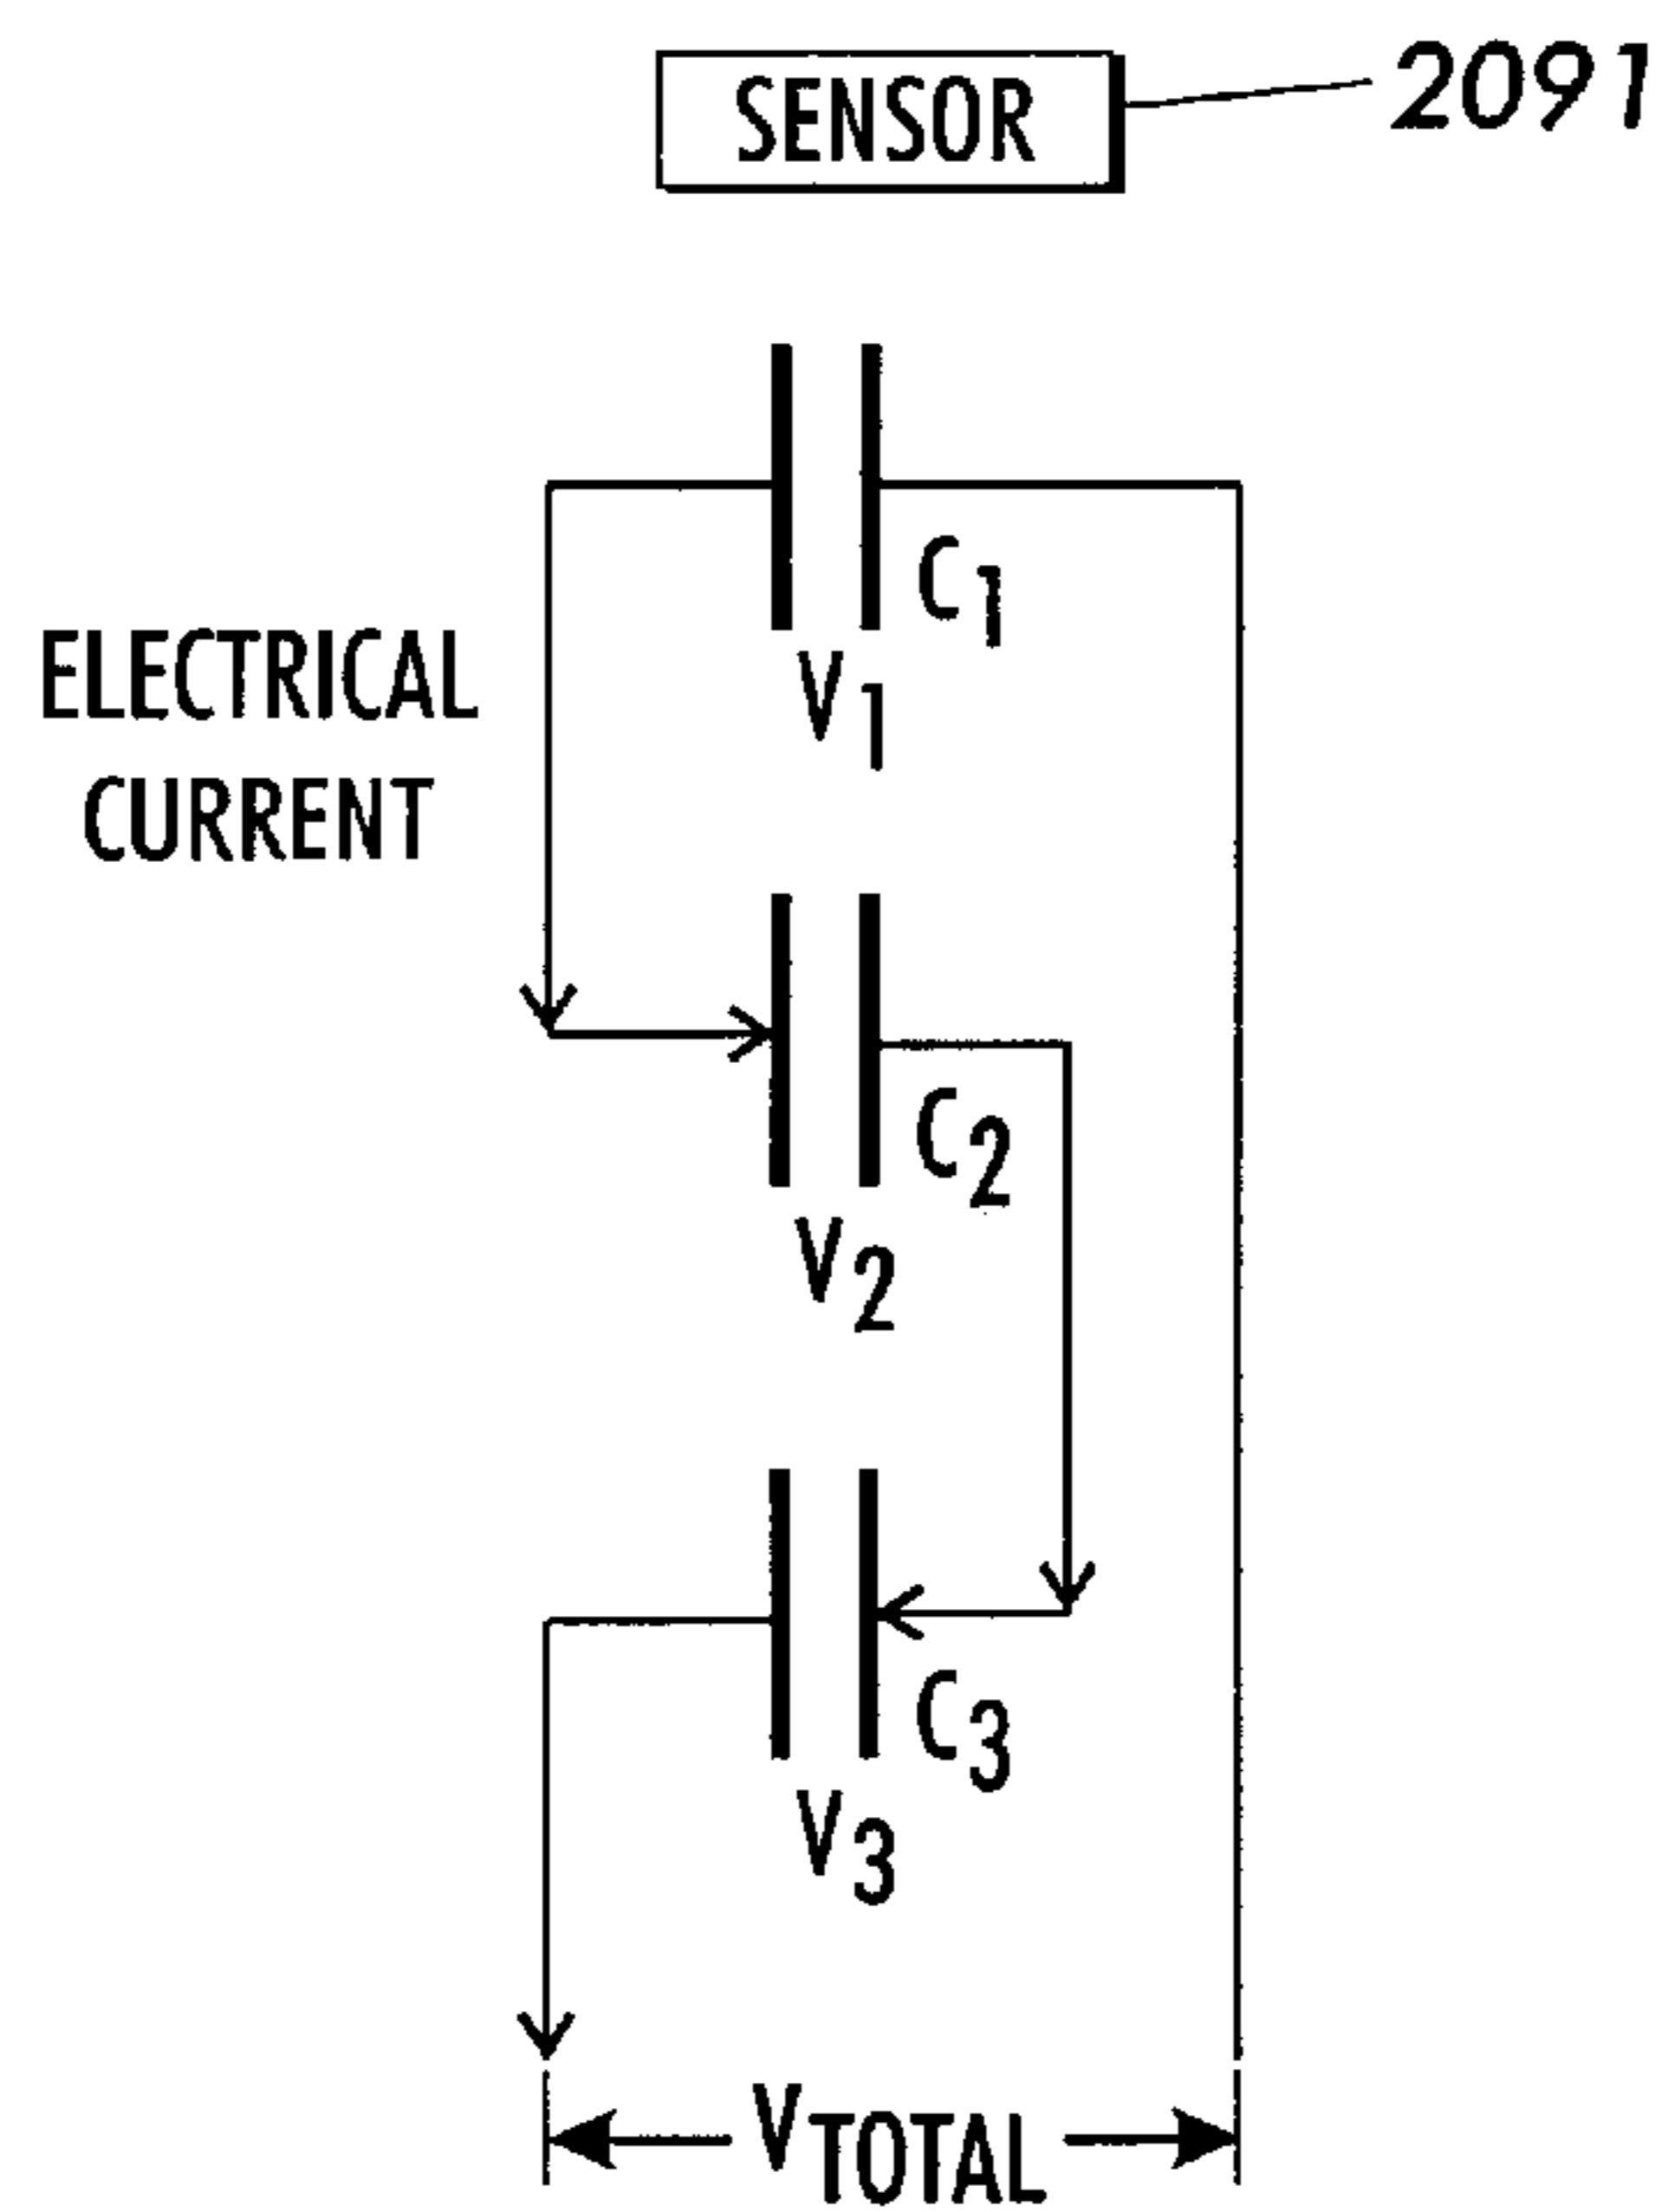 SENSOR
2091
C1
V1
ELECTRICAL
CURRENT
C2
V2
C3
V3
VTOTAL